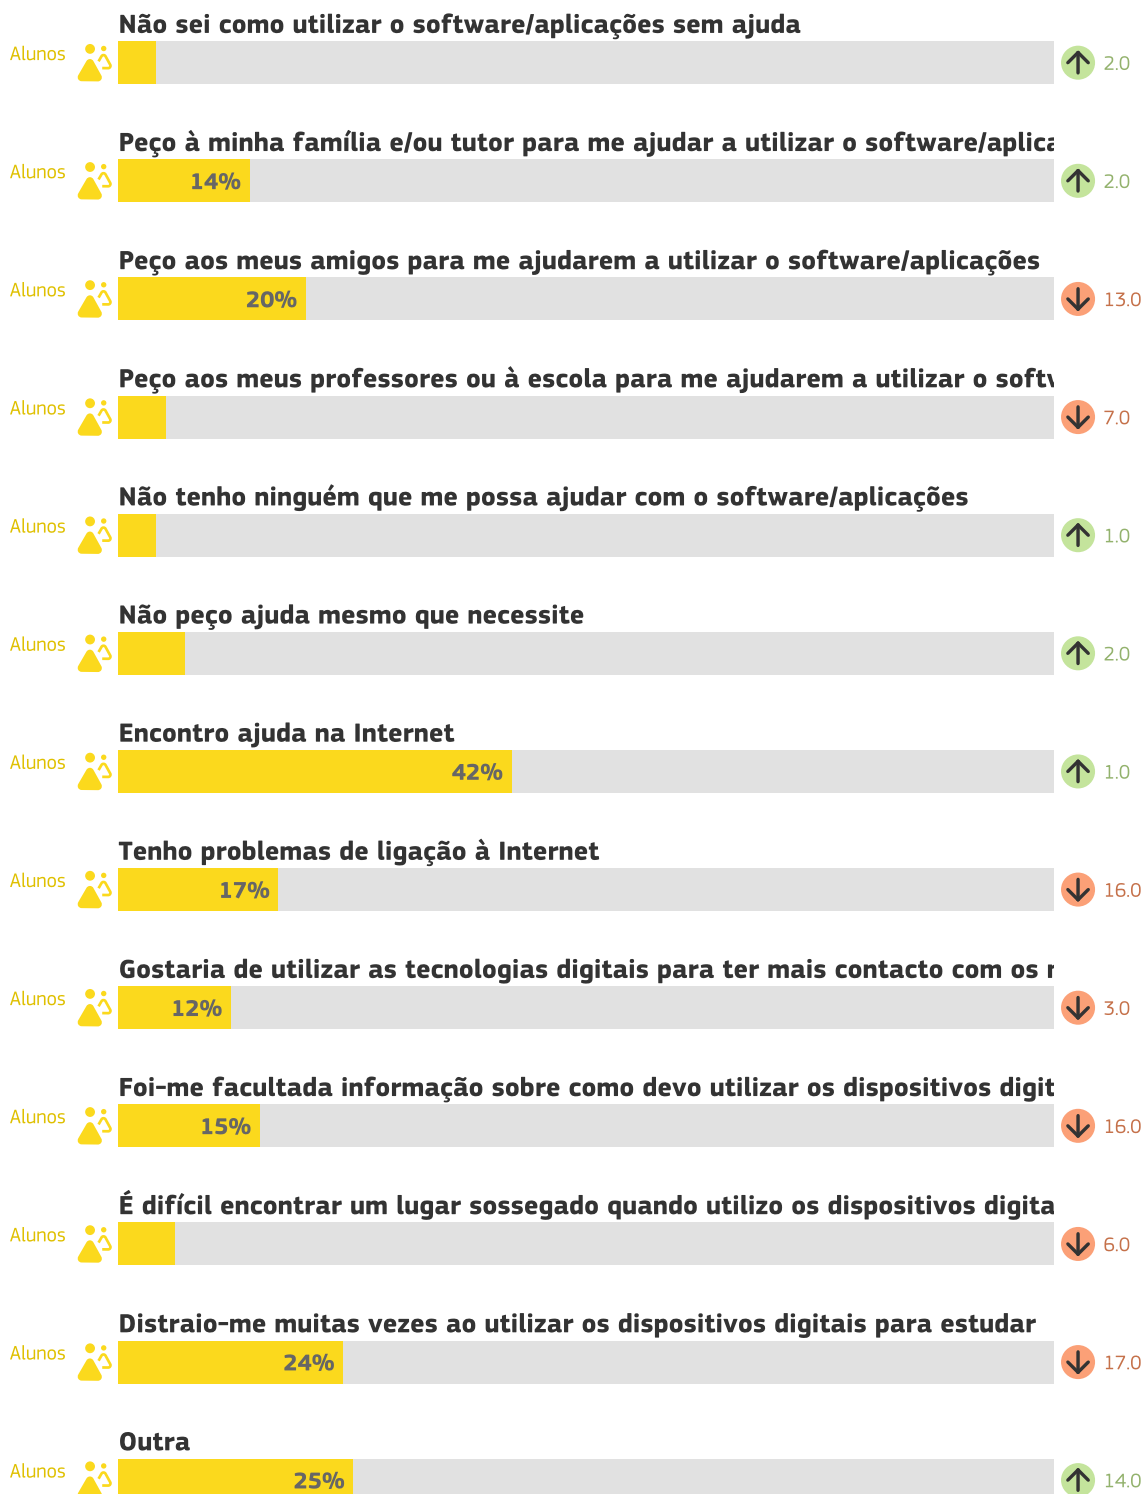 Não sei como utilizar o software/aplicações sem ajuda
Alunos
2.0
Peço à minha família e/ou tutor para me ajudar a utilizar o software/aplica
Alunos
14%
2.0
Peço aos meus amigos para me ajudarem a utilizar o software/aplicações
Alunos
20%
13.0
Peço aos meus professores ou à escola para me ajudarem a utilizar o
Alunos
7.0
Não tenho ninguém que me possa ajudar com o software/aplicações
Alunos
1.0
Não peço ajuda mesmo que necessite
Alunos
2.0
Encontro ajuda na Internet
Alunos
42%
1.0
Tenho problemas de ligação à Internet
Alunos
17%
16.0
Gostaria de utilizar as tecnologias digitais para ter mais contacto com os
Alunos
12%
3.0
Foi-me facultada informação sobre como devo utilizar os dispositivos digit
Alunos
15%
16.0
É difícil encontrar um lugar sossegado quando utilizo os dispositivos digita
Alunos
6.0
Distraio-me muitas vezes ao utilizar os dispositivos digitais para estudar
Alunos
24%
17.0
Outra
Alunos
25%
14.0